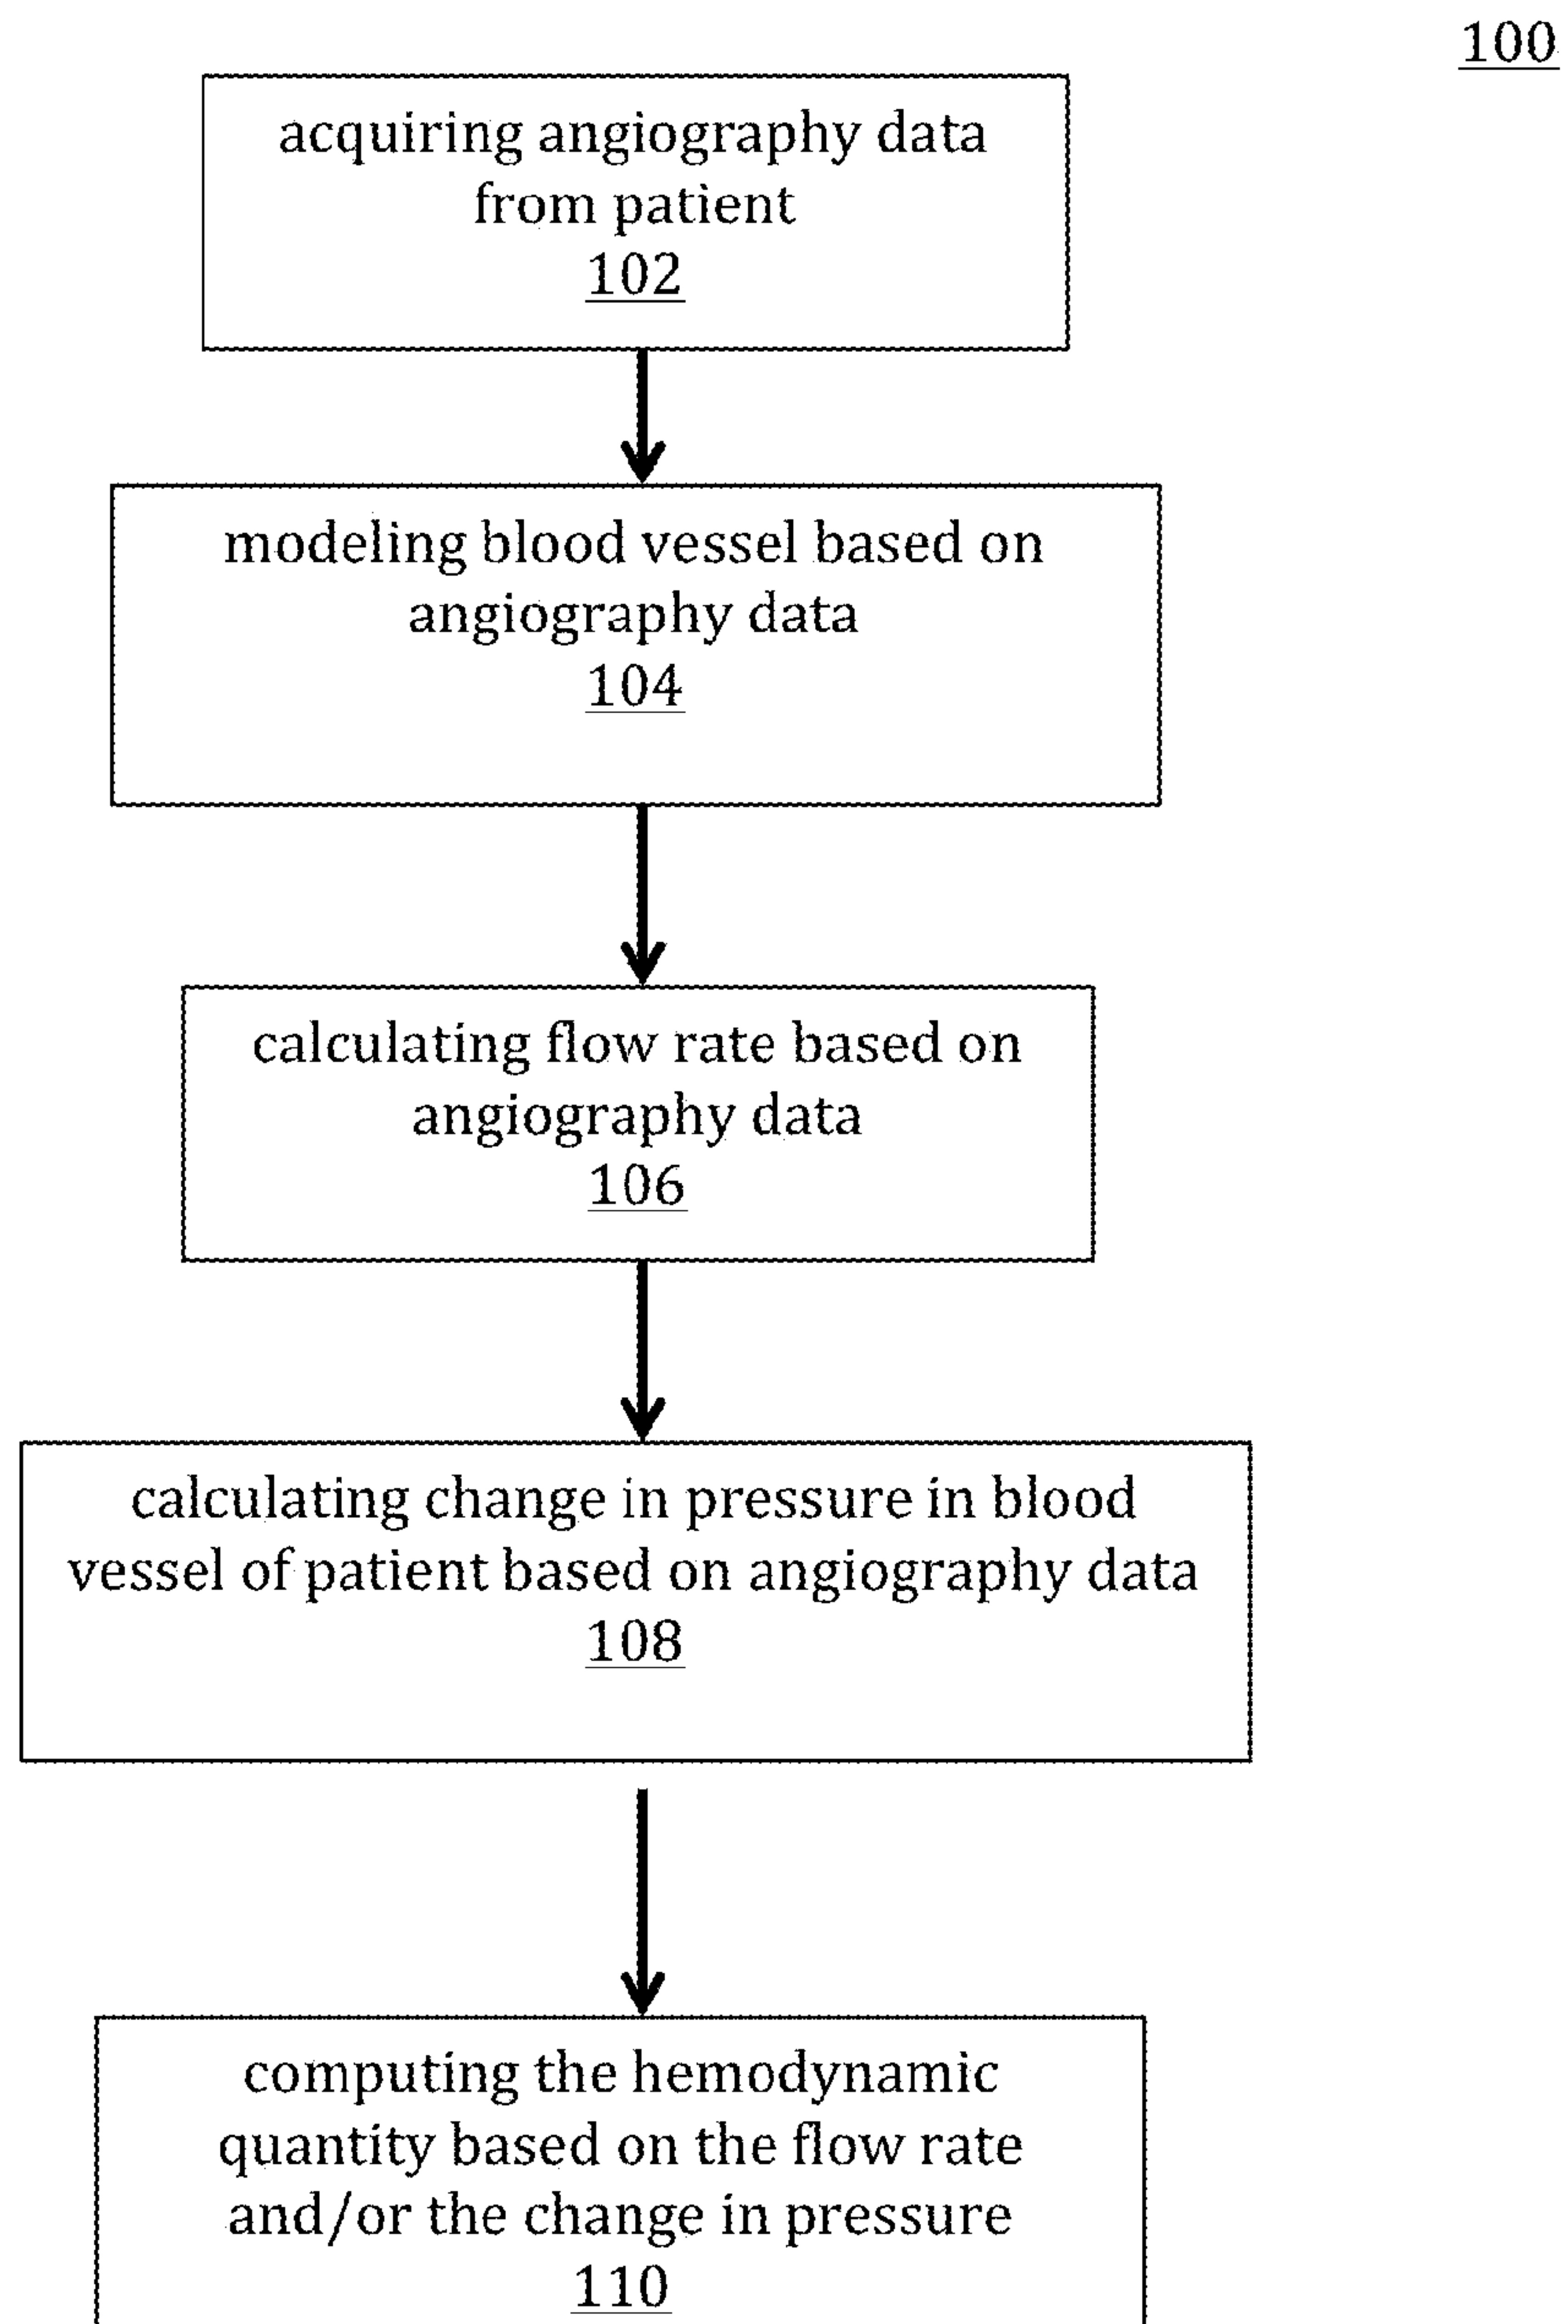 100
acquiring angiography data
from patient
102
modeling blood vessel based on
angiography data
104
calculating flow rate based on
angiography data
106
calculating change in pressure in blood
vessel of patient based on angiography data
108
computing the hemodynamic
quantity based on the flow rate
and/or the change in pressure
110